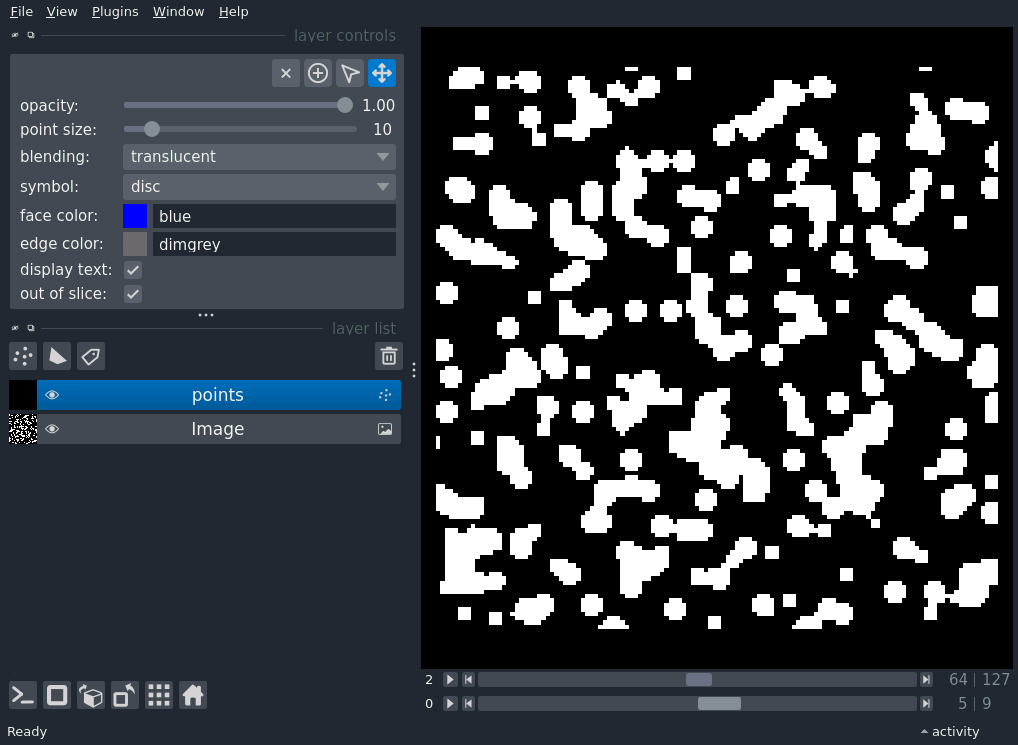 File View Plugins Window Help
layer controls
opacity: 1.00
point size: 10
blending: translucent
symbol: disc
face color: blue
edge color: dimgrey
display text:
out of slice:
layer list
points
Image
2 64 | 127
0 5 | 9
Ready activity